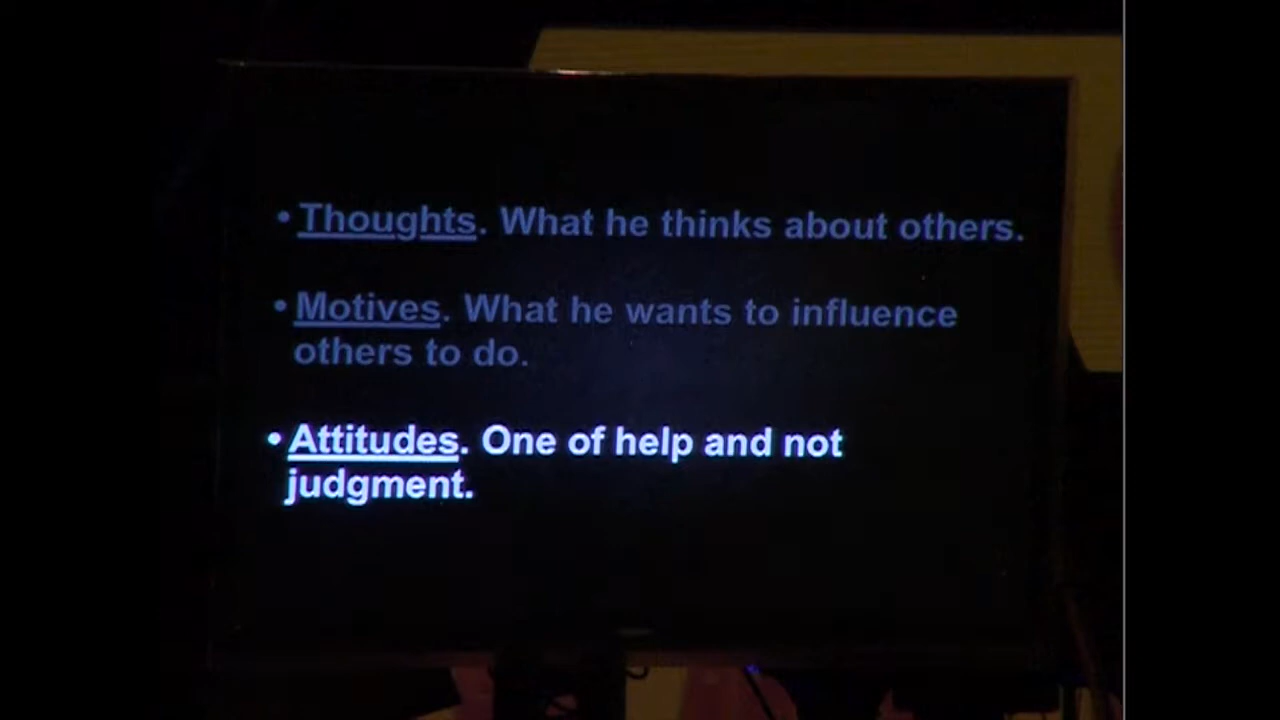 • Thoughts. What he thinks about others.
• Motives. What he wants to influence
others to do.
• Attitudes. One of help and not
judgment.